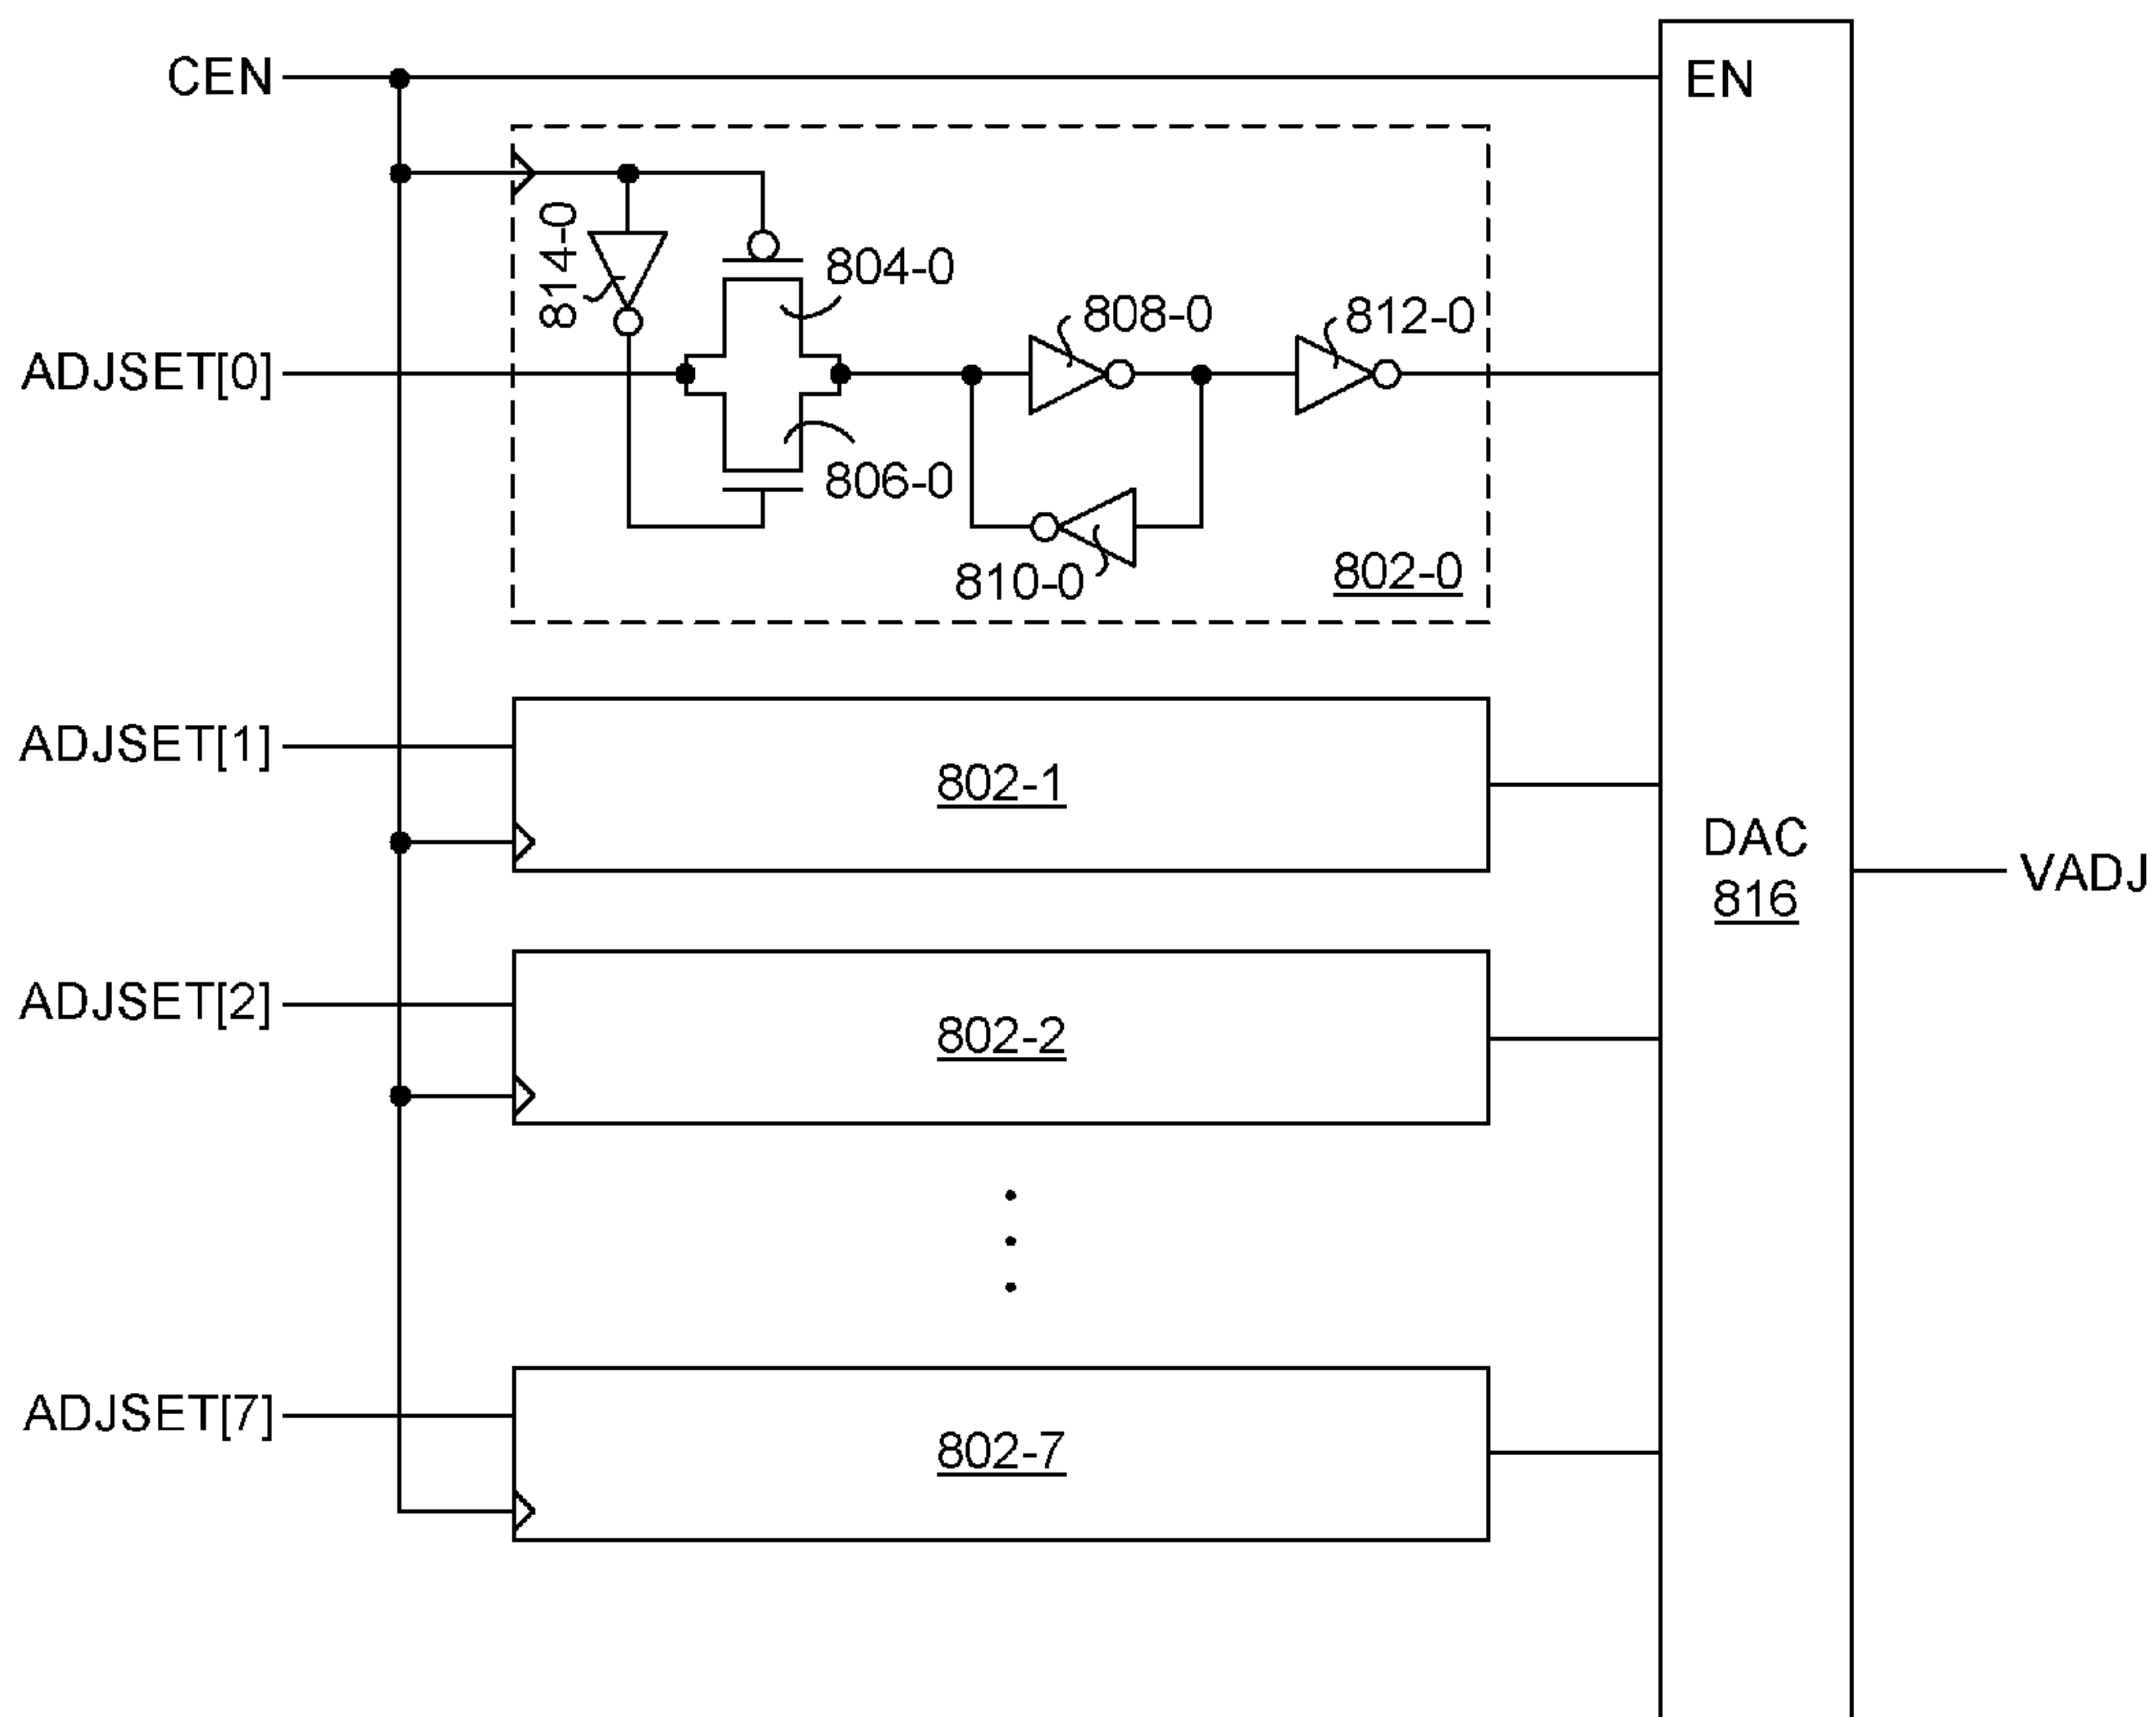 CEN
EN
814-0
804-0
808-0
812-0
ADJSET[0]
806-0
810-0
802-0
ADJSET[1]
802-1
DAC
816
VADJ
ADJSET[2]
802-2
ADJSET[7]
802-7